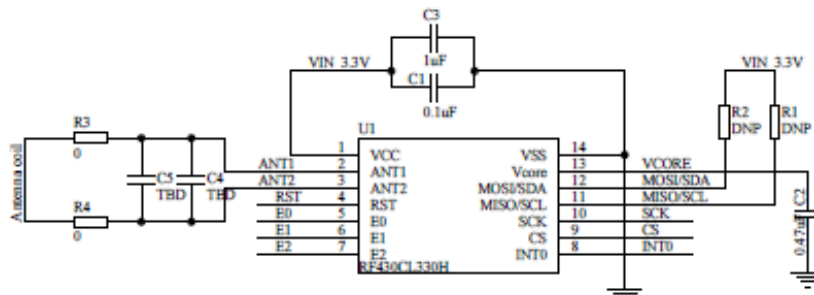 C3
1uF
VIN 3.3V
C1
0.1uF
VIN 3.3V
R2
DNP
R1
DNP
U1
R3
0
Antenna coil
C5
TBD
C4
TBD
R4
0
ANT1
ANT2
RST
E0
E1
E2
1 VCC
2 ANT1
3 ANT2
4 RST
5 E0
6 E1
7 E2
RF430CL330H
VSS 14
Vcore 13
MOSI/SDA 12
MISO/SCL 11
SCK 10
CS 9
INT0 8
VCORE
MOSI/SDA
MISO/SCL
SCK
CS
INT0
C2
0.47uF